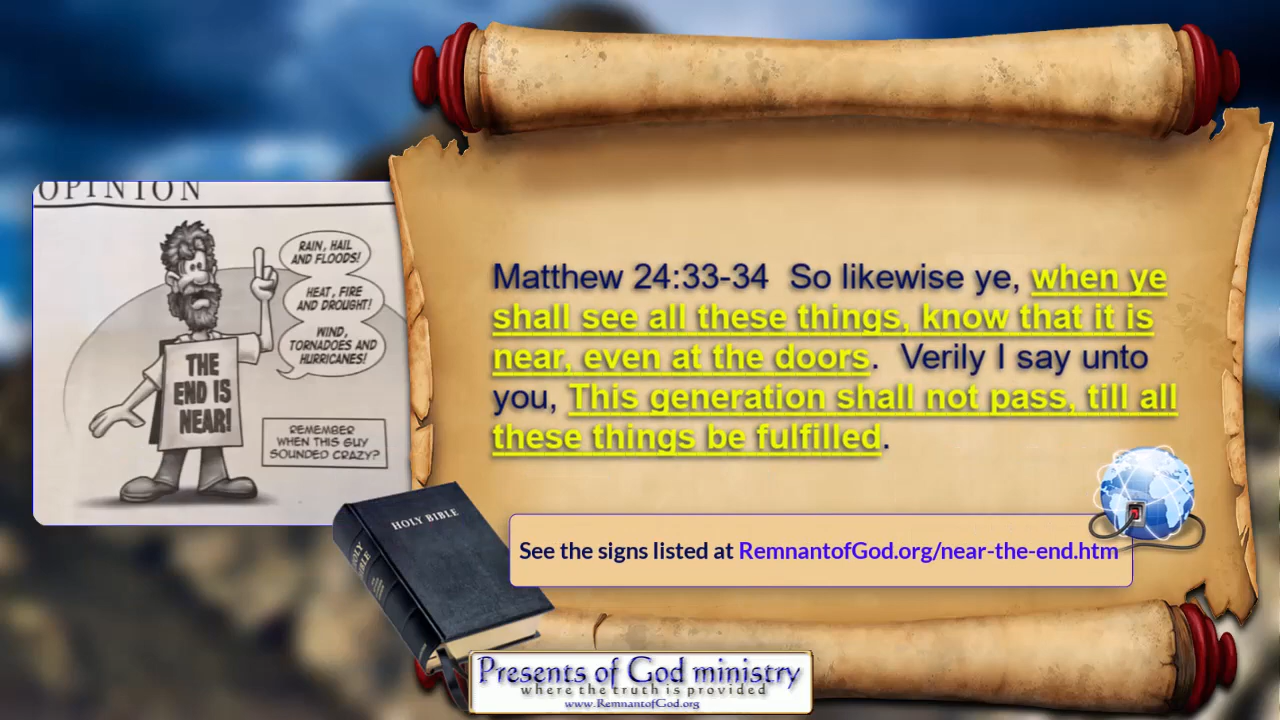 OPINION
RAIN, HAIL
AND FLOODS!
HEAT, FIRE
AND DROUGHT!
WIND,
TORNADOES AND
HURRICANES!
THE
END IS
NEAR!
REMEMBER
WHEN THIS GUY
SOUNDED CRAZY?
Matthew 24:33-34  So likewise ye, when ye
shall see all these things, know that it is
near, even at the doors.  Verily I say unto
you, This generation shall not pass, till all
these things be fulfilled.
See the signs listed at RemnantofGod.org/near-the-end.htm
HOLY BIBLE
HOLY
BIBLE
Presents of God ministry
where the truth is provided
www.RemnantofGod.org